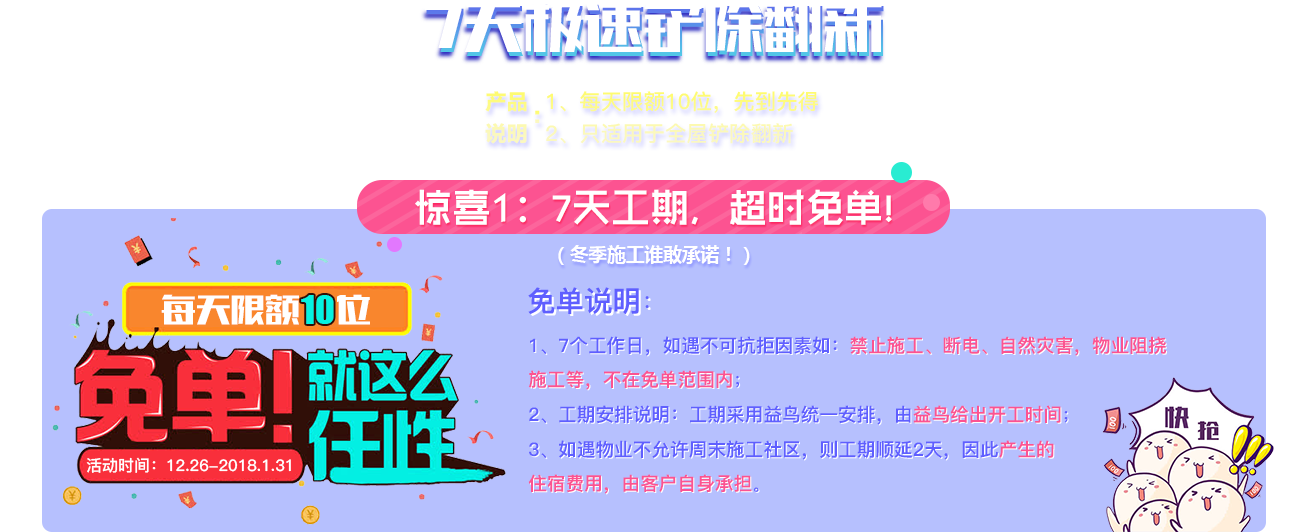 7天极速铲除翻新
产品
说明
：
1、每天限额10位，先到先得
2、只适用于全屋铲除翻新
惊喜1：7天工期，超时免单!
（冬季施工谁敢承诺！）
每天限额10位
免单!
就这么
任性
活动时间：12.26-2018.1.31
免单说明：
1、7个工作日，如遇不可抗拒因素如：禁止施工、断电、自然灾害，物业阻挠
施工等，不在免单范围内；
2、工期安排说明：工期采用益鸟统一安排，由益鸟给出开工时间；
3、如遇物业不允许周末施工社区，则工期顺延2天，因此产生的
住宿费用，由客户自身承担。
快抢